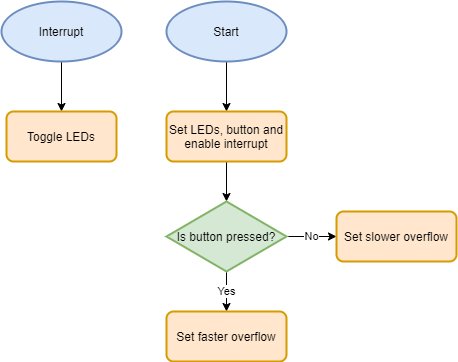 Interrupt
Start
Toggle LEDs
Set LEDs, button and
enable interrupt
Is button pressed?
No
Set slower overflow
Yes
Set faster overflow